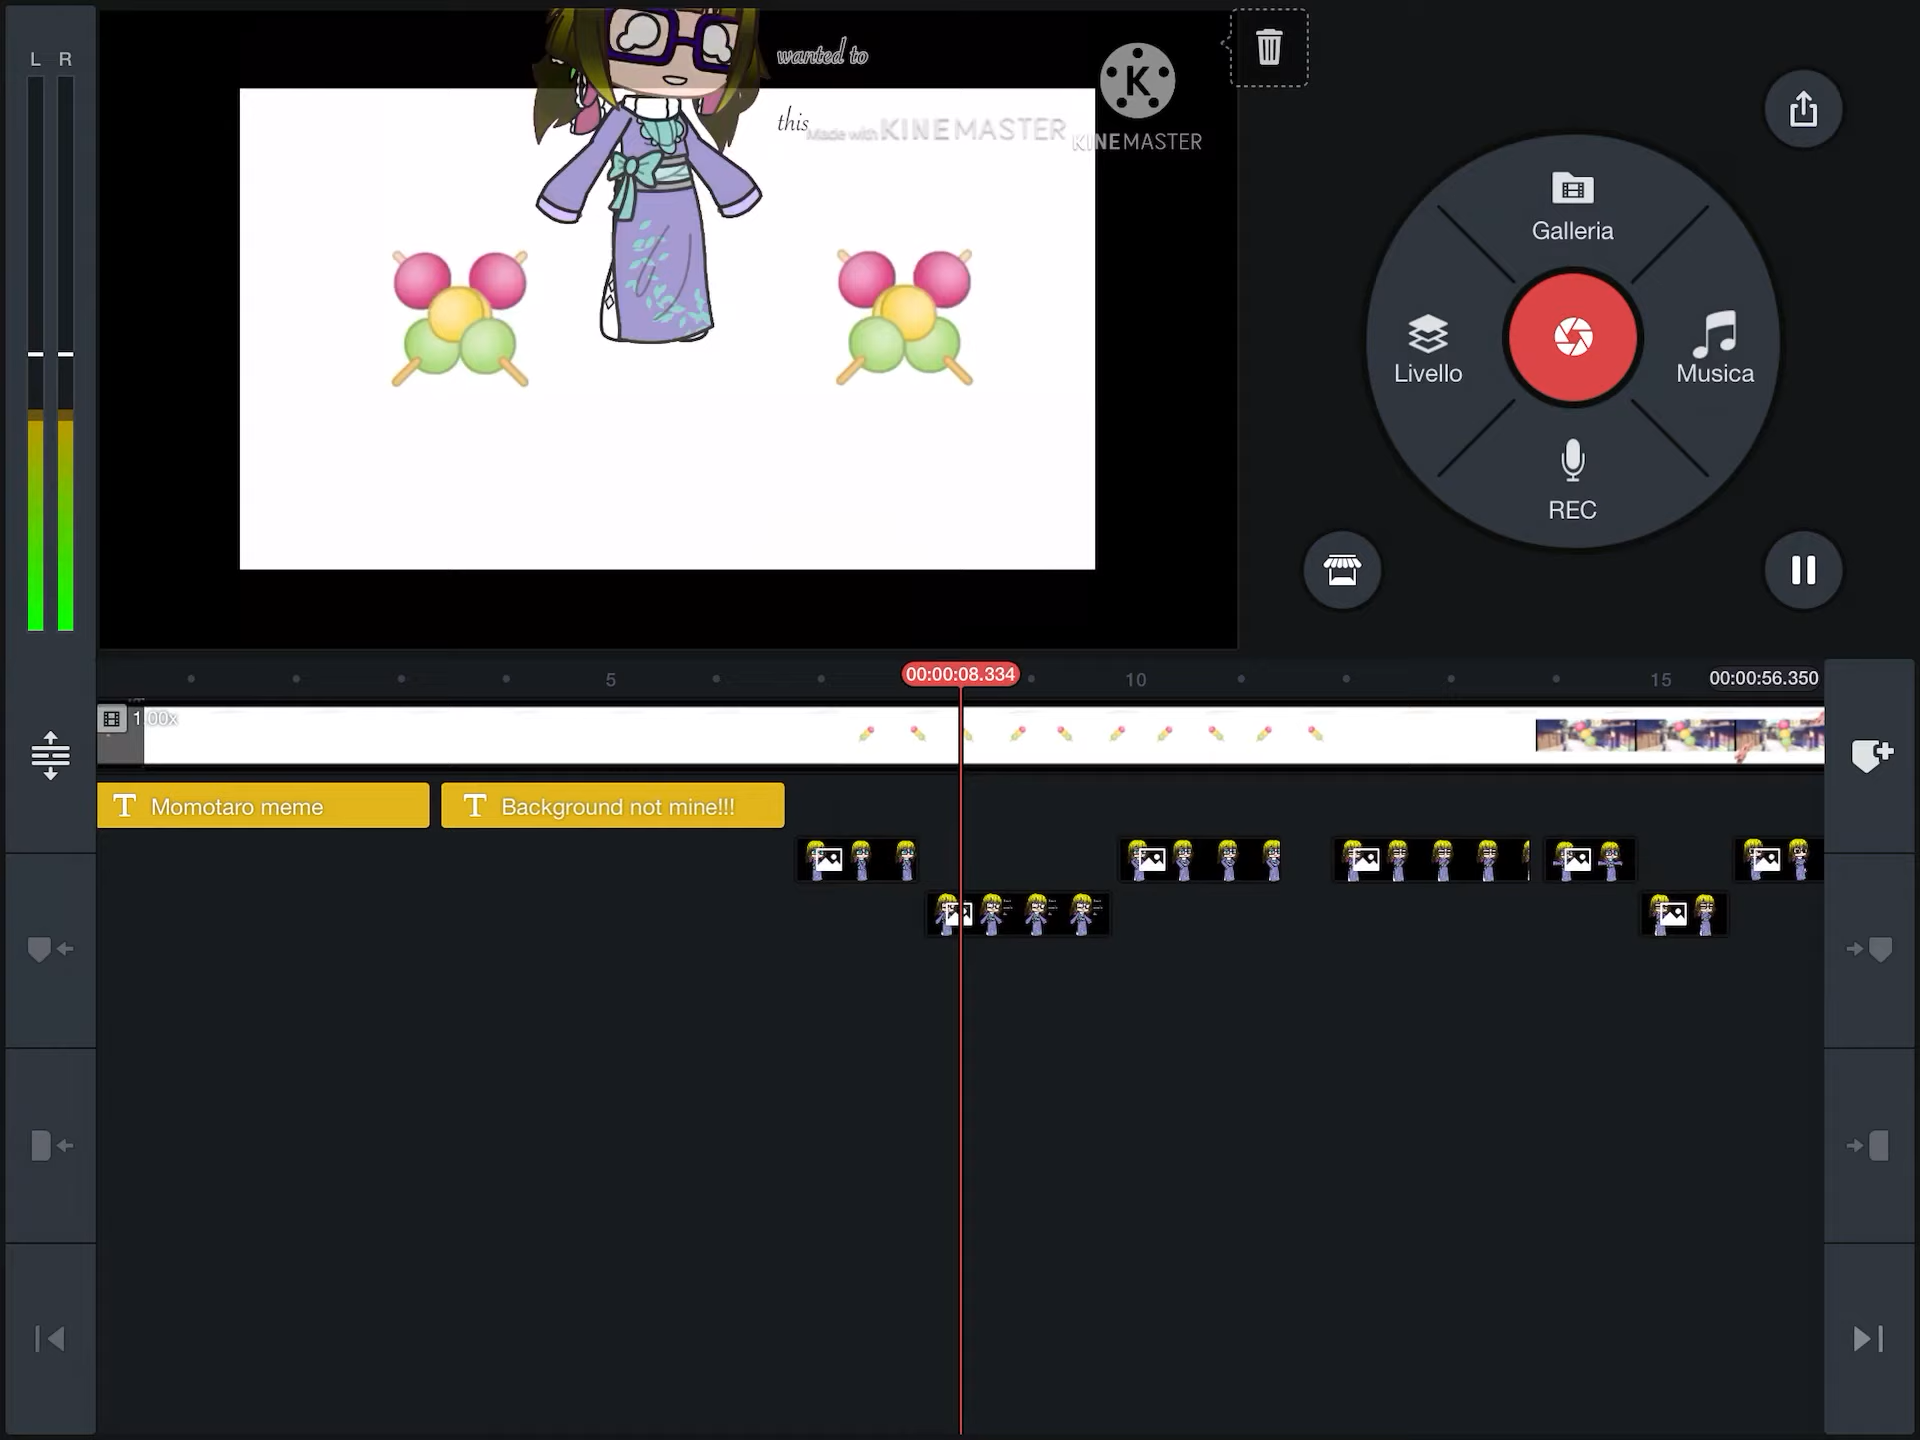 L R
wanted to
this
Made with KINEMASTER
K
KINEMASTER
Galleria
Livello
Musica
REC
00:00:08.334
5
10
15
00:00:56.350
1.00x
T Momotaro meme
T Background not mine!!!